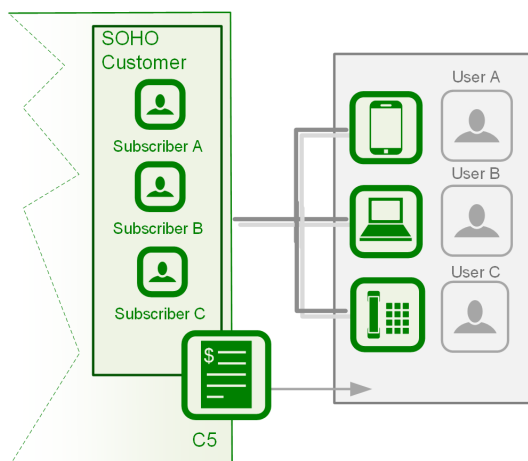 SOHO
Customer
Subscriber A
Subscriber B
Subscriber C
$
C5
User A
User B
User C